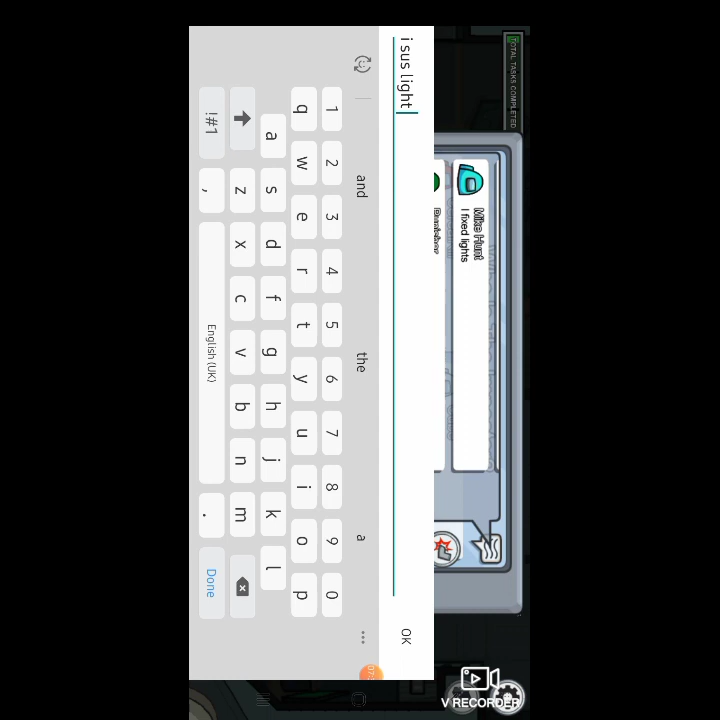 TOTAL TASKS COMPLETED
Mike Hunt
I fixed lights
i sus light
OK
and the a ...
1 2 3 4 5 6 7 8 9 0
q w e r t y u i o p
a s d f g h j k l
z x c v b n m
!#1 , English (UK) . Done
V RECORDER